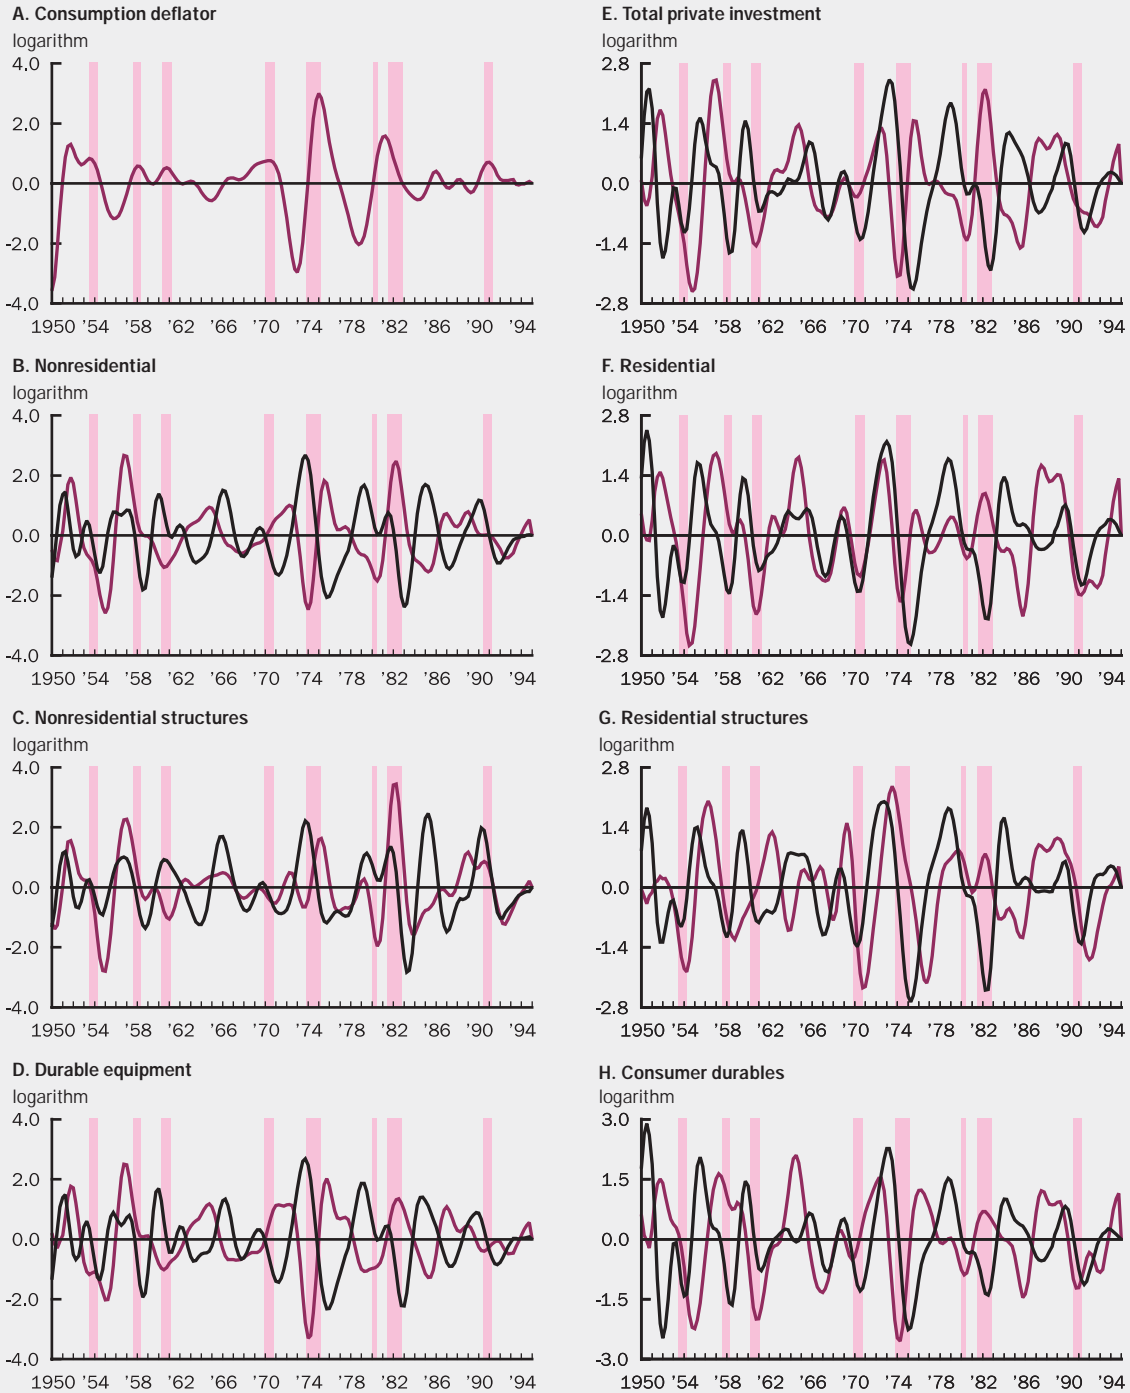 A. Consumption deflator
logarithm
4.0
2.0
0.0
-2.0
-4.0
1950 '54 '58 '62 '66 '70 '74 '78 '82 '86 '90 '94
B. Nonresidential
logarithm
4.0
2.0
0.0
-2.0
-4.0
1950 '54 '58 '62 '66 '70 '74 '78 '82 '86 '90 '94
C. Nonresidential structures
logarithm
4.0
2.0
0.0
-2.0
-4.0
1950 '54 '58 '62 '66 '70 '74 '78 '82 '86 '90 '94
D. Durable equipment
logarithm
4.0
2.0
0.0
-2.0
-4.0
1950 '54 '58 '62 '66 '70 '74 '78 '82 '86 '90 '94
E. Total private investment
logarithm
2.8
1.4
0.0
-1.4
-2.8
1950 '54 '58 '62 '66 '70 '74 '78 '82 '86 '90 '94
F. Residential
logarithm
2.8
1.4
0.0
-1.4
-2.8
1950 '54 '58 '62 '66 '70 '74 '78 '82 '86 '90 '94
G. Residential structures
logarithm
2.8
1.4
0.0
-1.4
-2.8
1950 '54 '58 '62 '66 '70 '74 '78 '82 '86 '90 '94
H. Consumer durables
logarithm
3.0
1.5
0.0
-1.5
-3.0
1950 '54 '58 '62 '66 '70 '74 '78 '82 '86 '90 '94